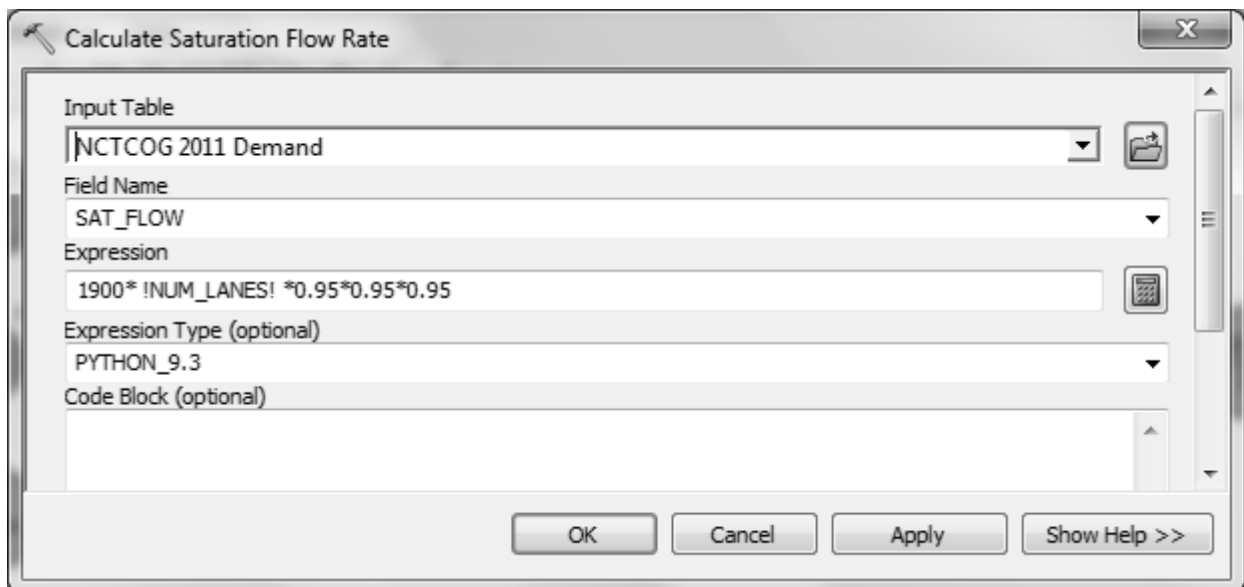 Calculate Saturation Flow Rate
X
Input Table
NCTCOG 2011 Demand
Field Name
SAT_FLOW
Expression
1900* !NUM_LANES! *0.95*0.95*0.95
Expression Type (optional)
PYTHON_9.3
Code Block (optional)
OK Cancel Apply Show Help >>